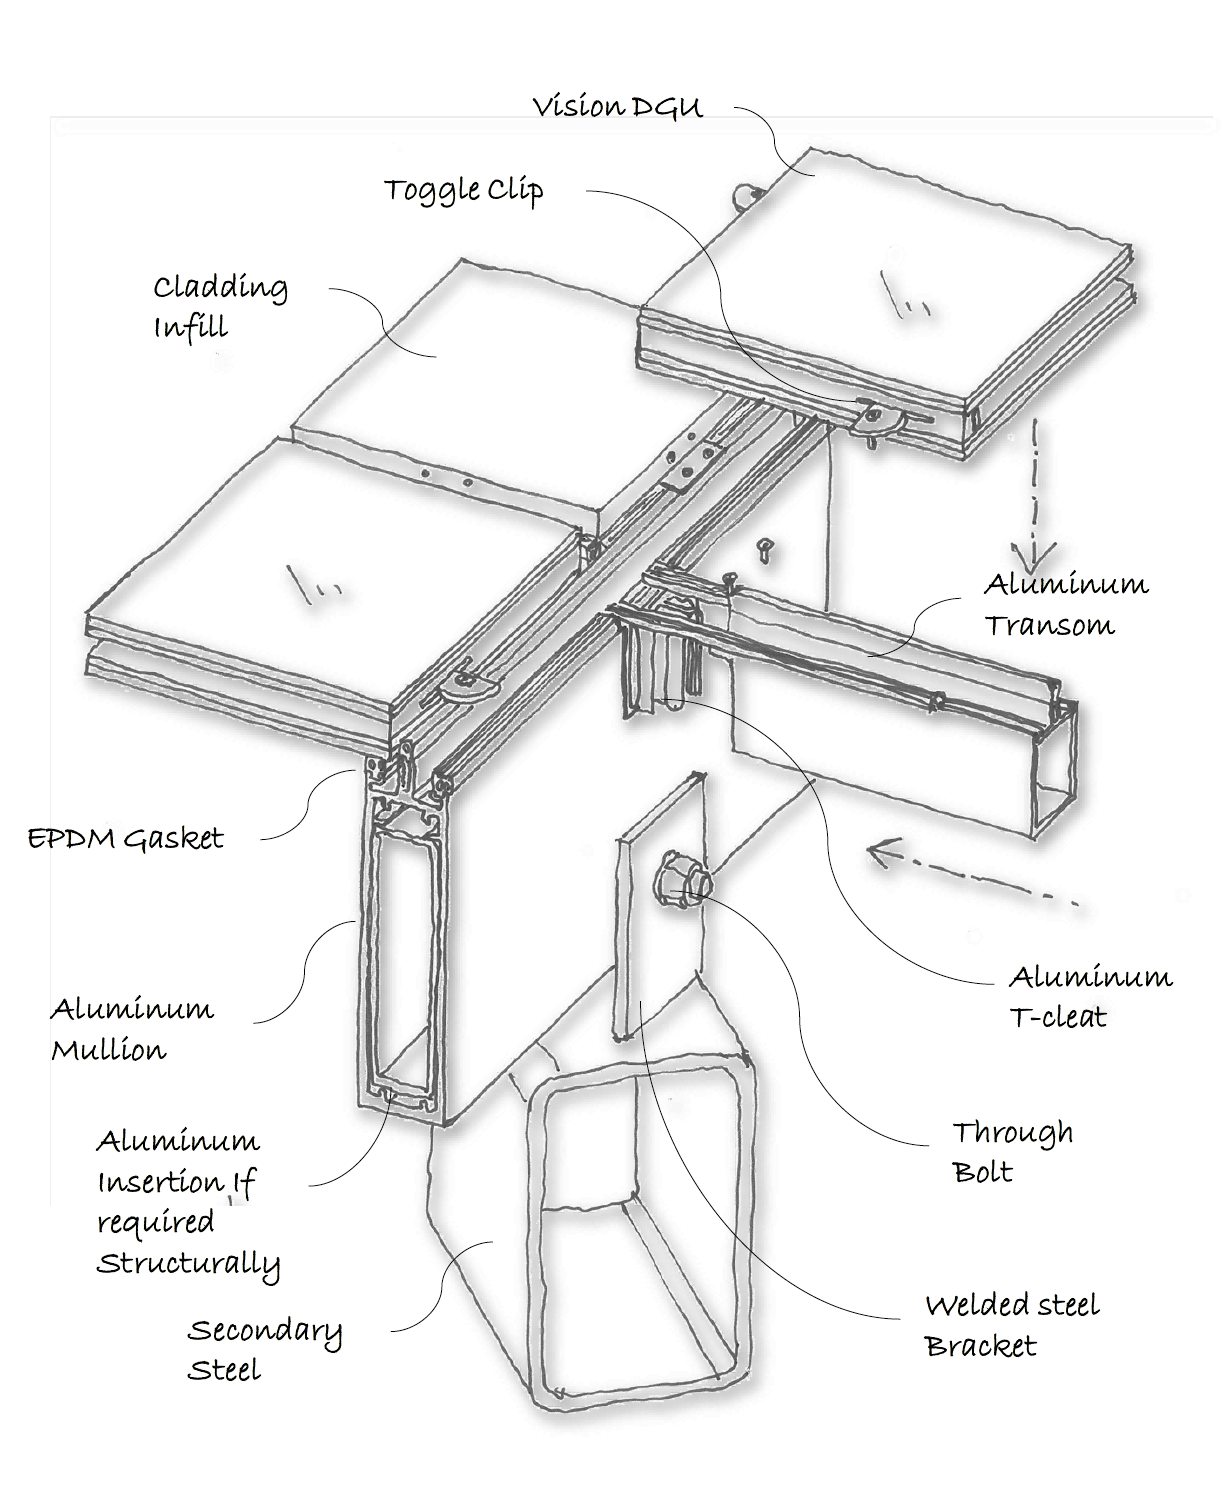 Vision DGU
Toggle Clip
Cladding
Infill
Aluminum
Transom
EPDM Gasket
Aluminum
T-cleat
Aluminum
Mullion
Through
Bolt
Aluminum
Insertion If
required
Structurally
Welded steel
Bracket
Secondary
Steel